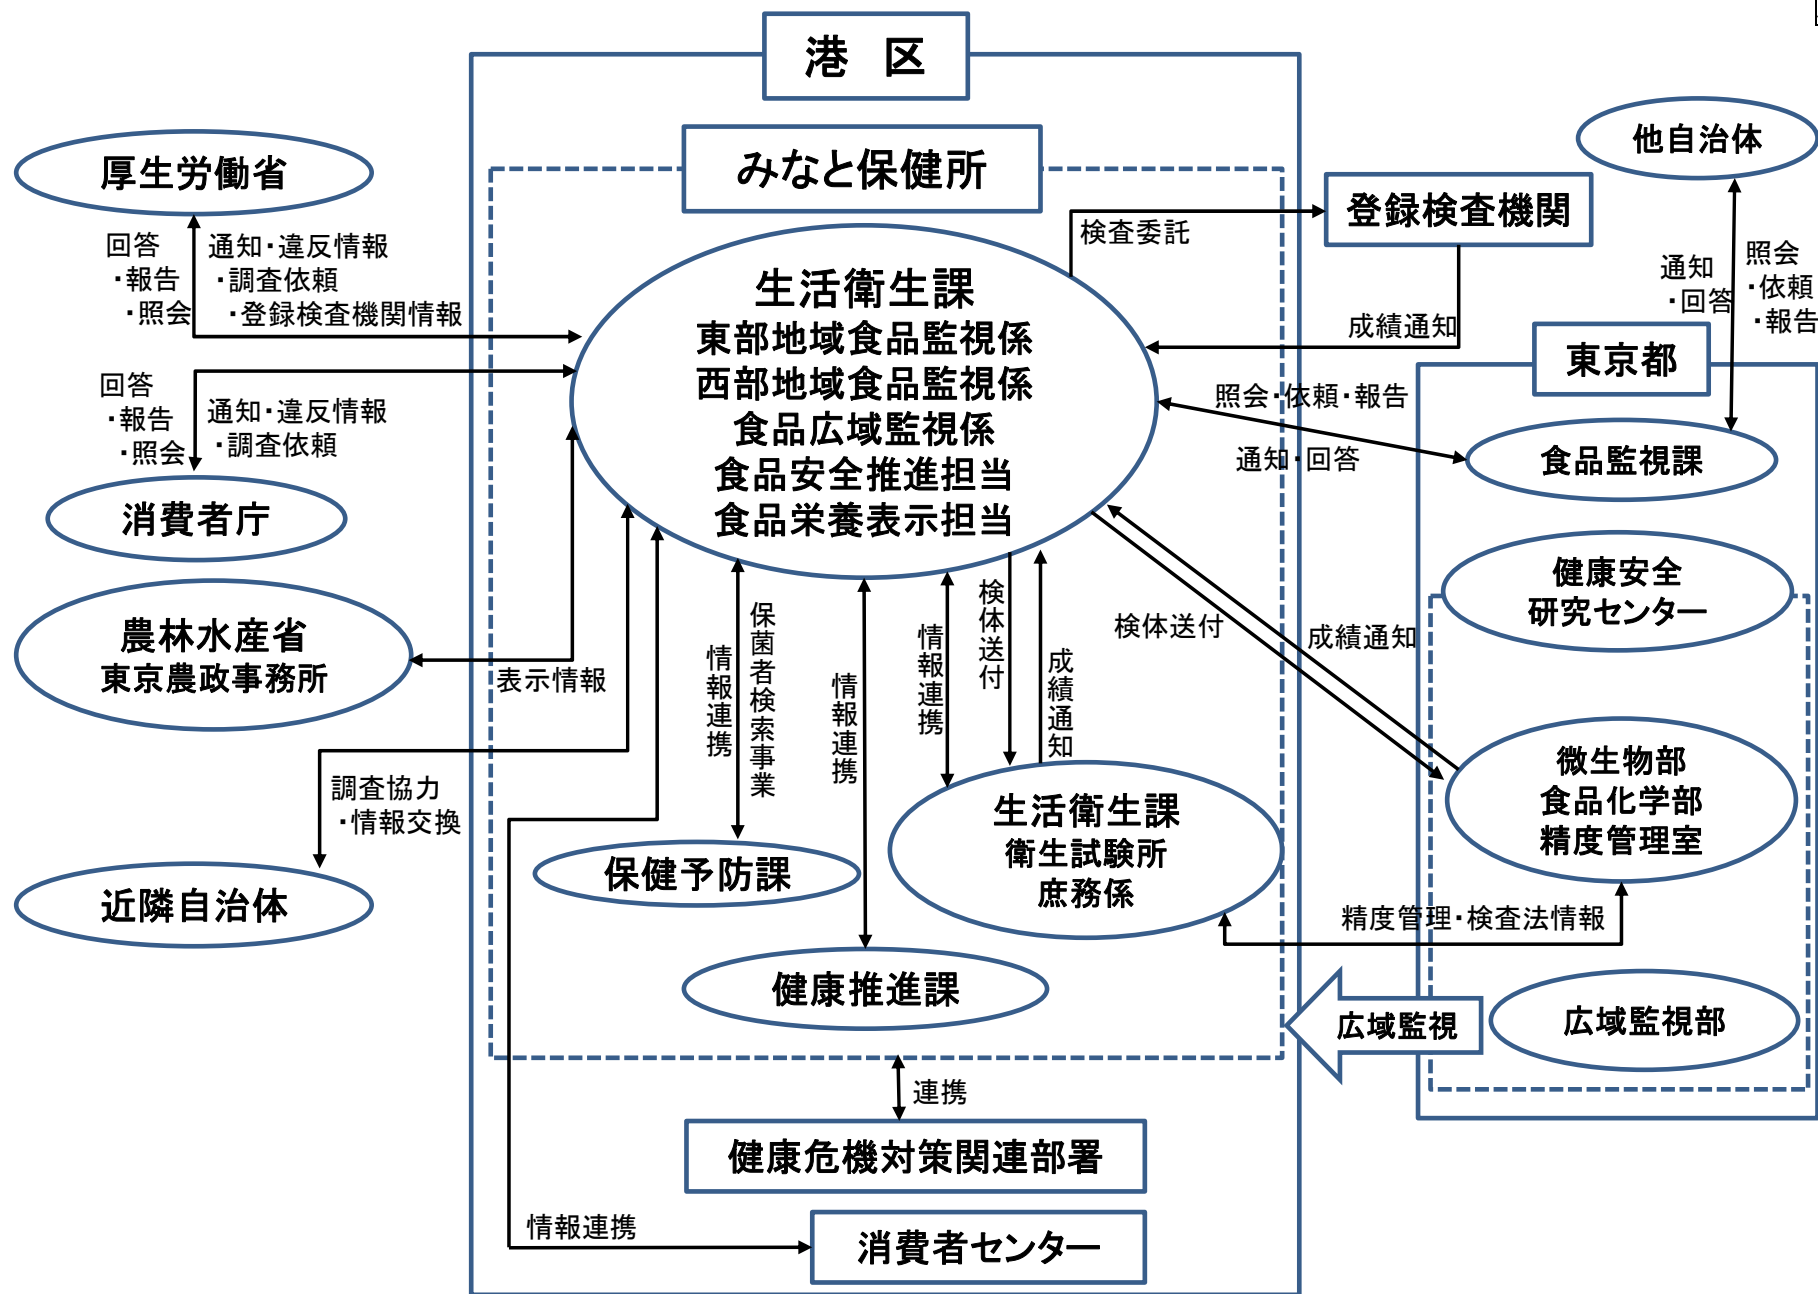 港 区
みなと保健所
生活衛生課
東部地域食品監視係
西部地域食品監視係
食品広域監視係
食品安全推進担当
食品栄養表示担当
厚生労働省
回答
・報告
・照会
通知・違反情報
・調査依頼
・登録検査機関情報
回答
・報告
・照会
通知・違反情報
・調査依頼
消費者庁
農林水産省
東京農政事務所
表示情報
調査協力
・情報交換
近隣自治体
情報連携
保菌者検索事業
情報連携
情報連携
検体送付
成績通知
保健予防課
生活衛生課
衛生試験所
庶務係
健康推進課
連携
健康危機対策関連部署
情報連携
消費者センター
検査委託
登録検査機関
成績通知
他自治体
通知
・回答
照会
・依頼
・報告
東京都
照会・依頼・報告
通知・回答
食品監視課
健康安全
研究センター
検体送付
成績通知
微生物部
食品化学部
精度管理室
精度管理・検査法情報
広域監視
広域監視部